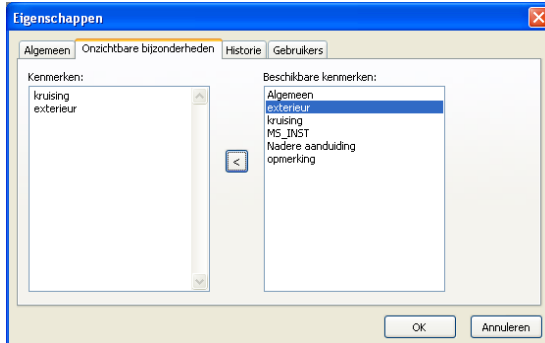 Eigenschappen
Algemeen
Onzichtbare bijzonderheden
Historie
Gebruikers
Kenmerken:
kruising
exterieur
<
Beschikbare kenmerken:
Algemeen
exterieur
kruising
MS_INST
Nadere aanduiding
opmerking
OK
Annuleren